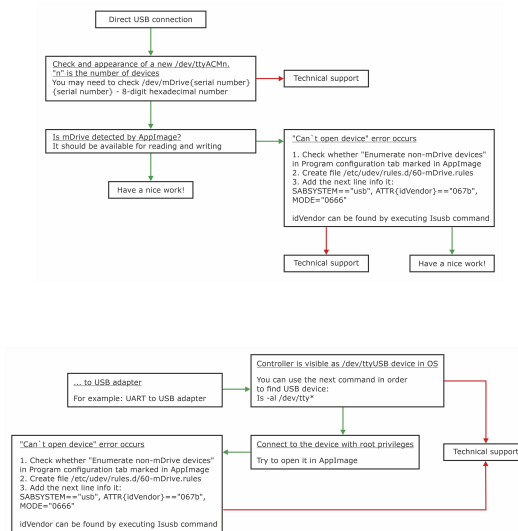 Direct USB connection
Check and appearance of a new /dev/ttyACMn.
"n" is the number of devices
You may need to check /dev/mDrive{serial number}
{serial number} - 8-digit hexadecimal number
Technical support
Is mDrive detected by AppImage?
It should be available for reading and writing
Have a nice work!
"Can`t open device" error occurs
1. Check whether "Enumerate non-mDrive devices"
in Program configuration tab marked in AppImage
2. Create file /etc/udev/rules.d/60-mDrive.rules
3. Add the next line info it:
SABSYSTEM=="usb", ATTR{idVendor}=="067b",
MODE="0666"
idVendor can be found by executing lsusb command
Technical support
Have a nice work!
... to USB adapter
For example: UART to USB adapter
Controller is visible as /dev/ttyUSB device in OS
You can use the next command in order
to find USB device:
ls -al /dev/tty*
Technical support
Connect to the device with root privileges
Try to open it in AppImage
"Can`t open device" error occurs
1. Check whether "Enumerate non-mDrive devices"
in Program configuration tab marked in AppImage
2. Create file /etc/udev/rules.d/60-mDrive.rules
3. Add the next line info it:
SABSYSTEM=="usb", ATTR{idVendor}=="067b",
MODE="0666"
idVendor can be found by executing lsusb command